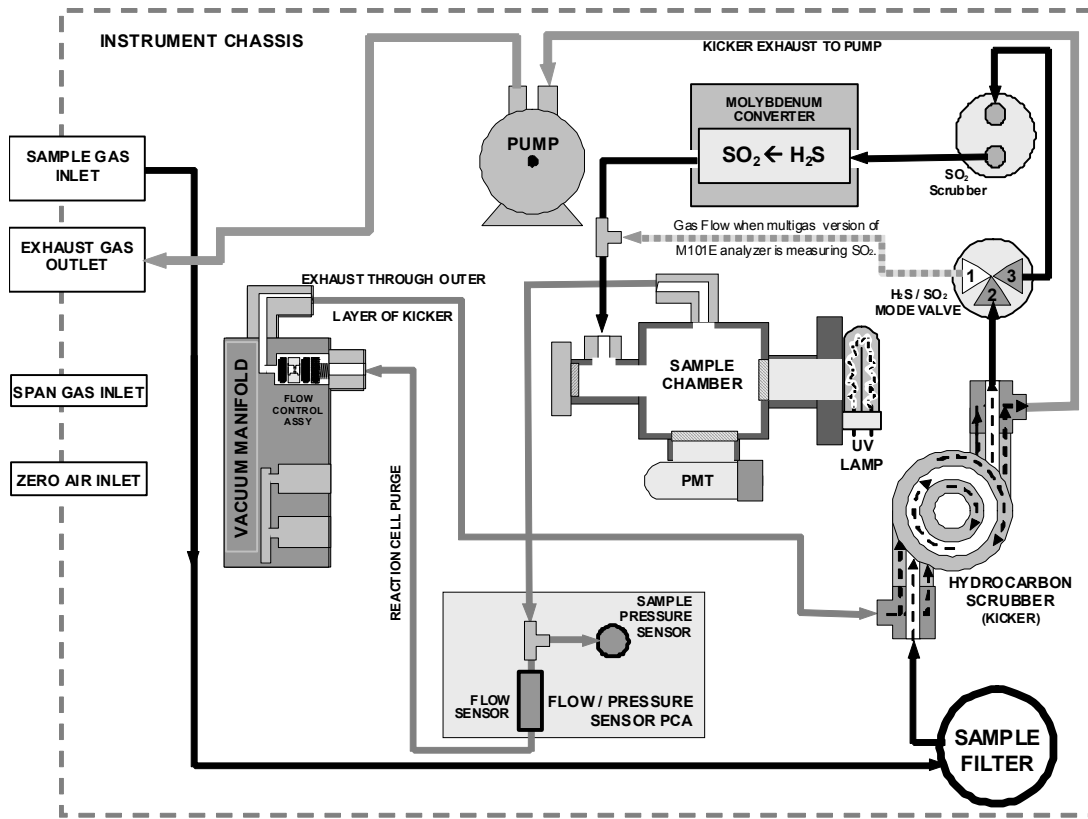 INSTRUMENT CHASSIS
KICKER EXHAUST TO PUMP
SAMPLE GAS
INLET
EXHAUST GAS
OUTLET
SPAN GAS INLET
ZERO AIR INLET
PUMP
MOLYBDENUM
CONVERTER
SO2 ← H2S
SO2
Scrubber
Gas Flow when multigas version of
M101E analyzer is measuring SO2.
1
2
3
H2S / SO2
MODE VALVE
EXHAUST THROUGH OUTER
LAYER OF KICKER
VACUUM MANIFOLD
FLOW
CONTROL
ASSY
REACTION CELL PURGE
SAMPLE
CHAMBER
UV
LAMP
PMT
HYDROCARBON
SCRUBBER
(KICKER)
SAMPLE
PRESSURE
SENSOR
FLOW
SENSOR
FLOW / PRESSURE
SENSOR PCA
SAMPLE
FILTER